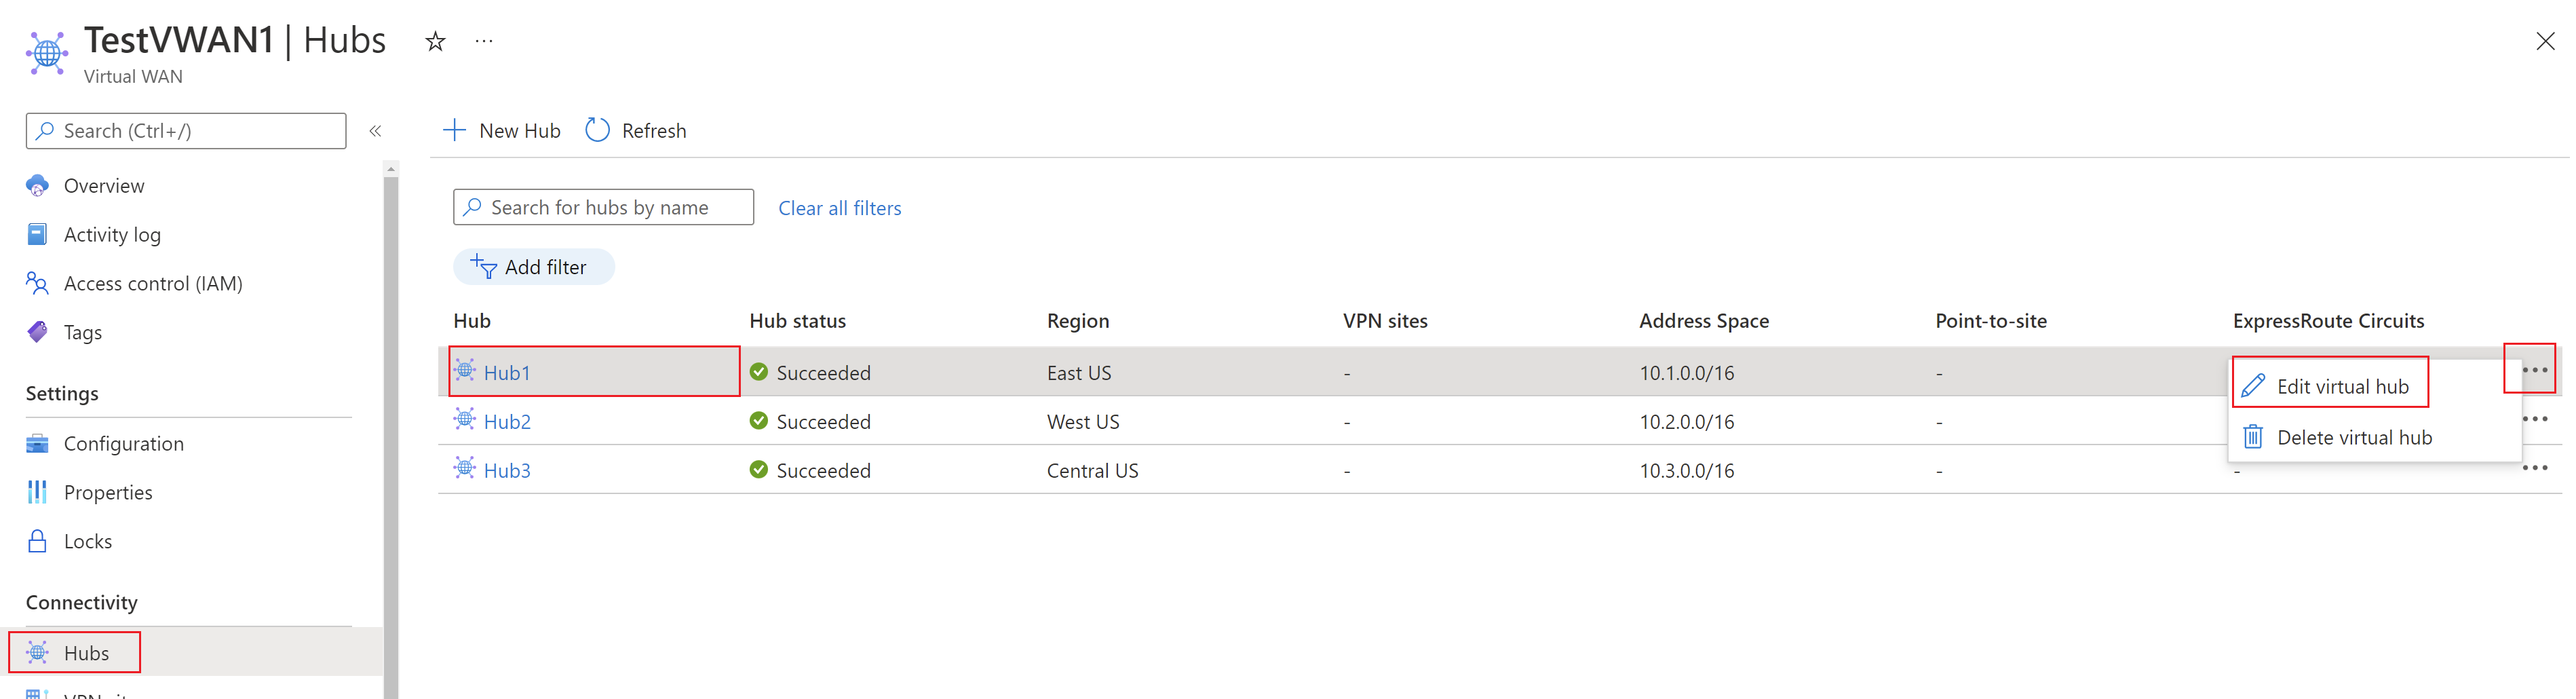 TestVWAN1 | Hubs
Virtual WAN
Search (Ctrl+/)
Overview
Activity log
Access control (IAM)
Tags
Settings
Configuration
Properties
Locks
Connectivity
Hubs
New Hub Refresh
Search for hubs by name Clear all filters
Add filter
Hub Hub status Region VPN sites Address Space Point-to-site ExpressRoute Circuits
Hub1 Succeeded East US - 10.1.0.0/16 -
Hub2 Succeeded West US - 10.2.0.0/16 -
Hub3 Succeeded Central US - 10.3.0.0/16 - -
Edit virtual hub
Delete virtual hub